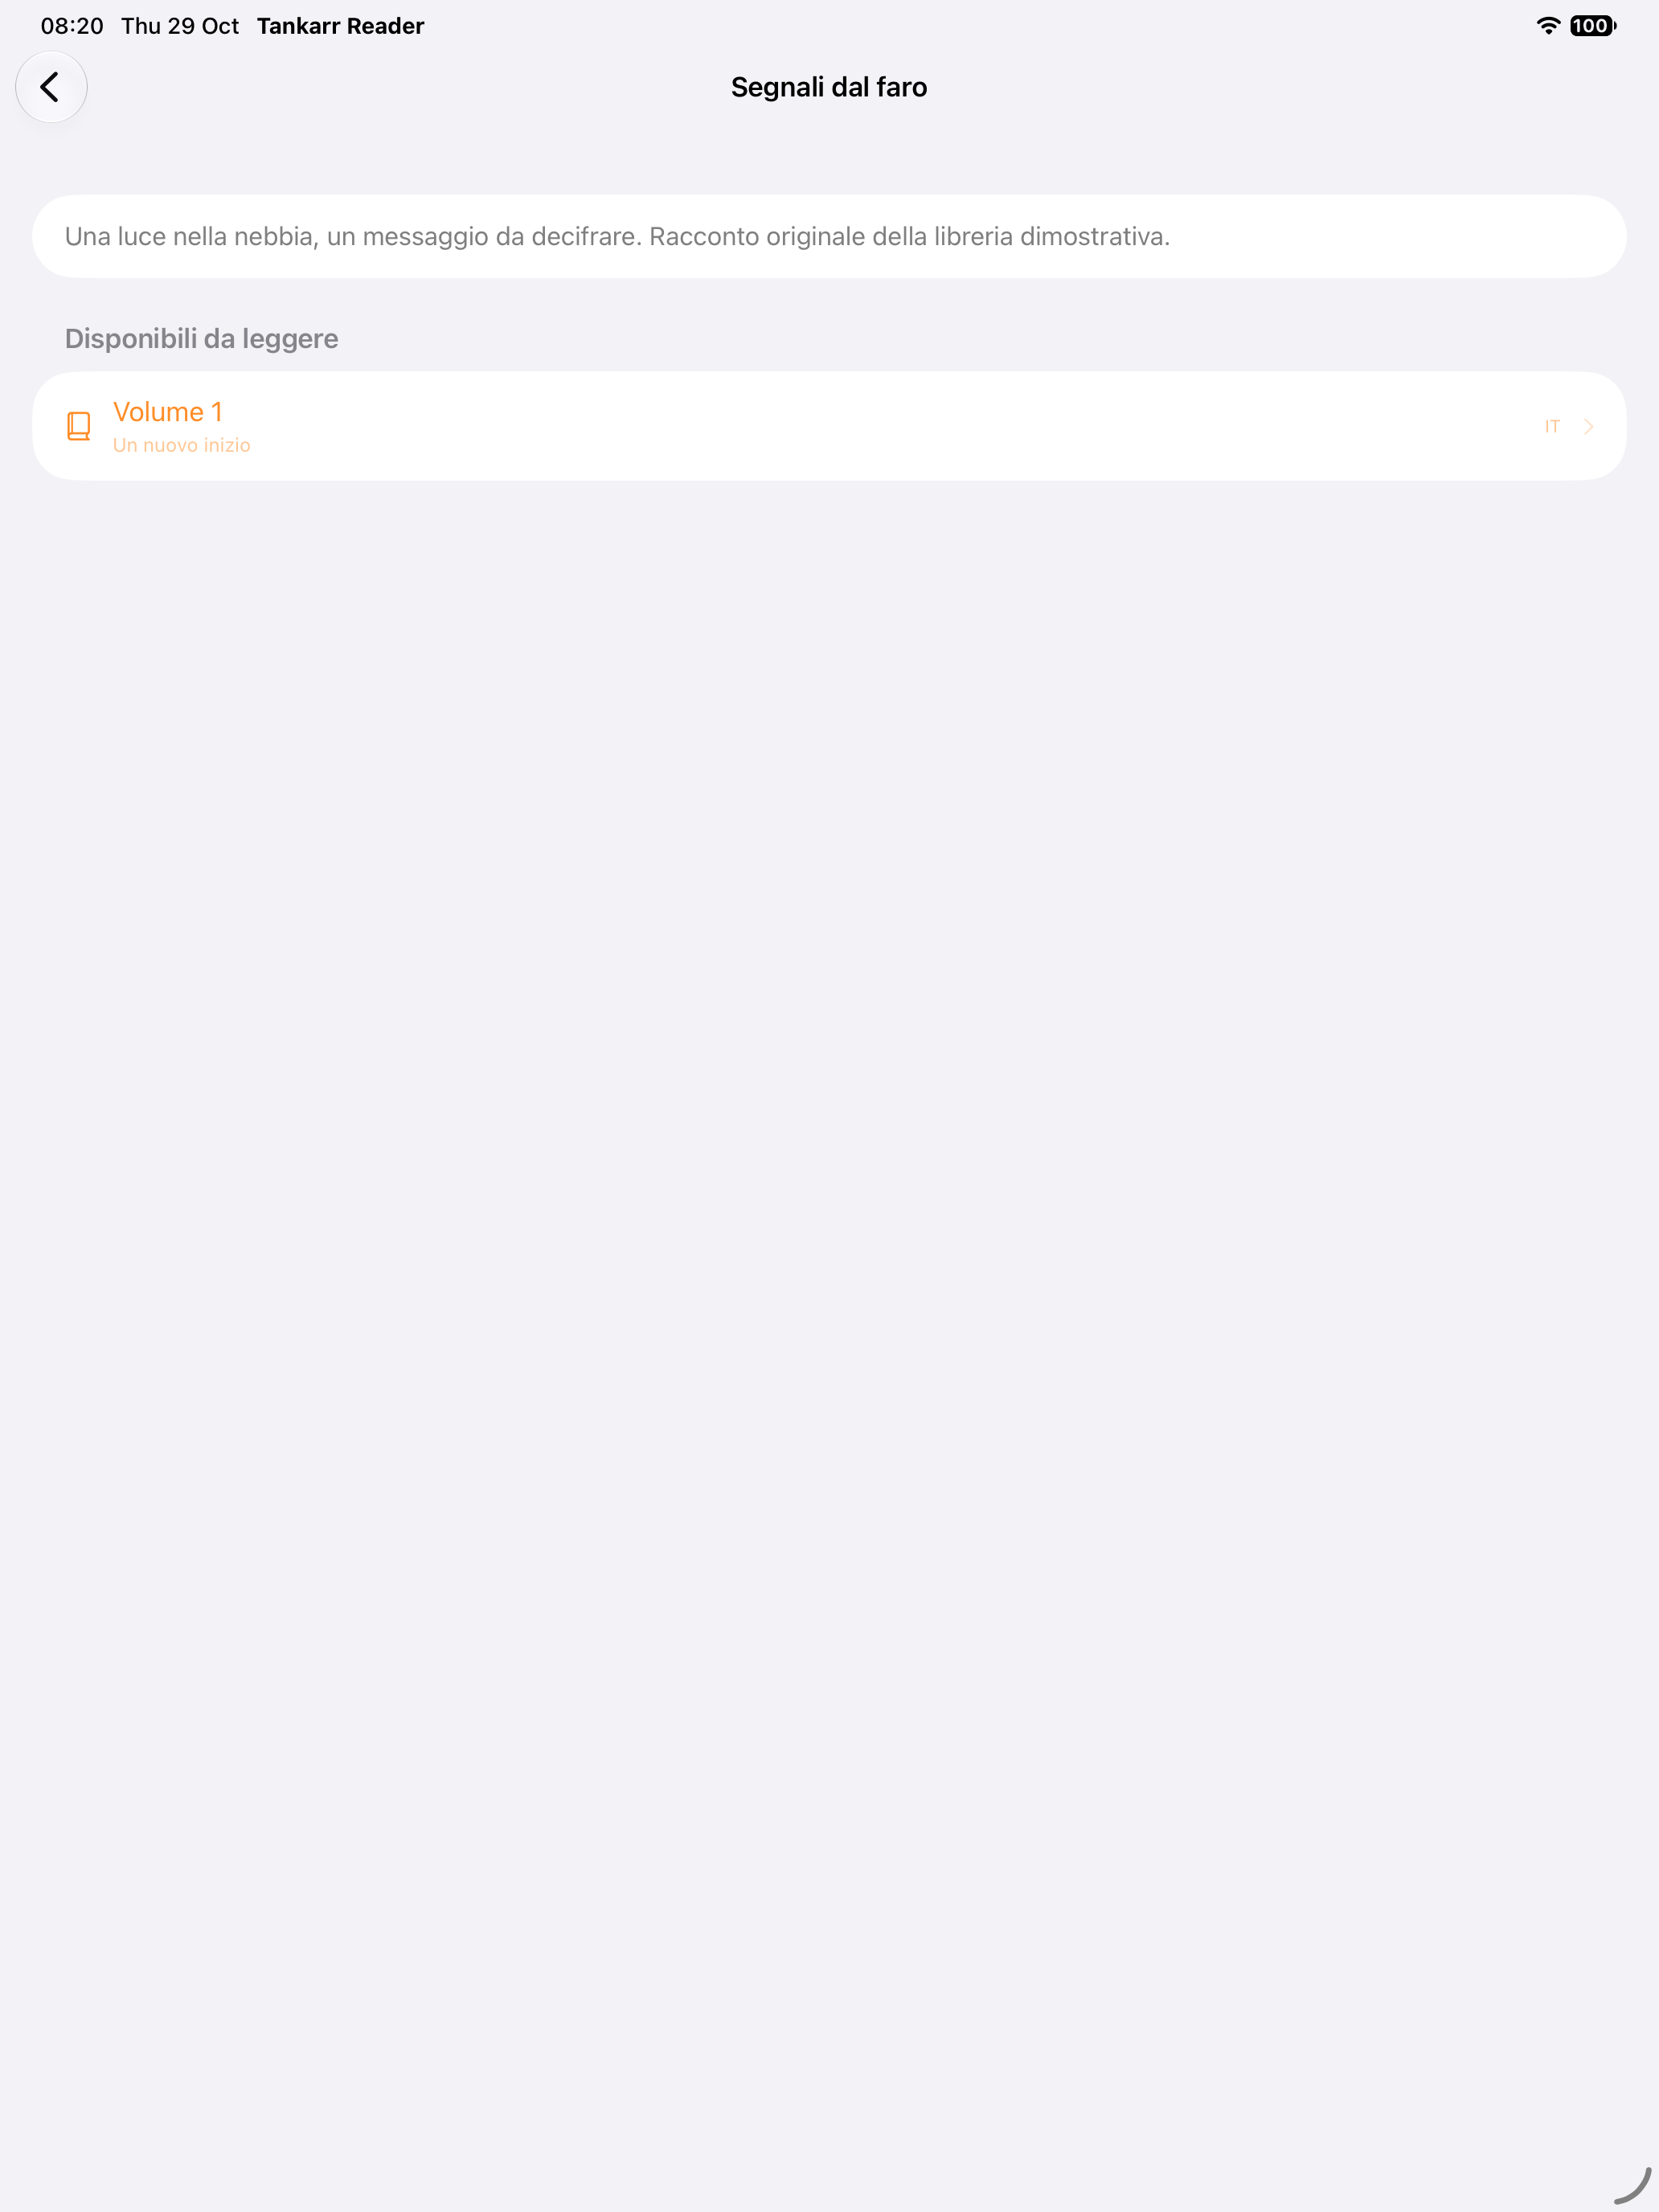 08:20 Thu 29 Oct Tankarr Reader 100
Segnali dal faro
Una luce nella nebbia, un messaggio da decifrare. Racconto originale della libreria dimostrativa.
Disponibili da leggere
Volume 1
Un nuovo inizio
IT